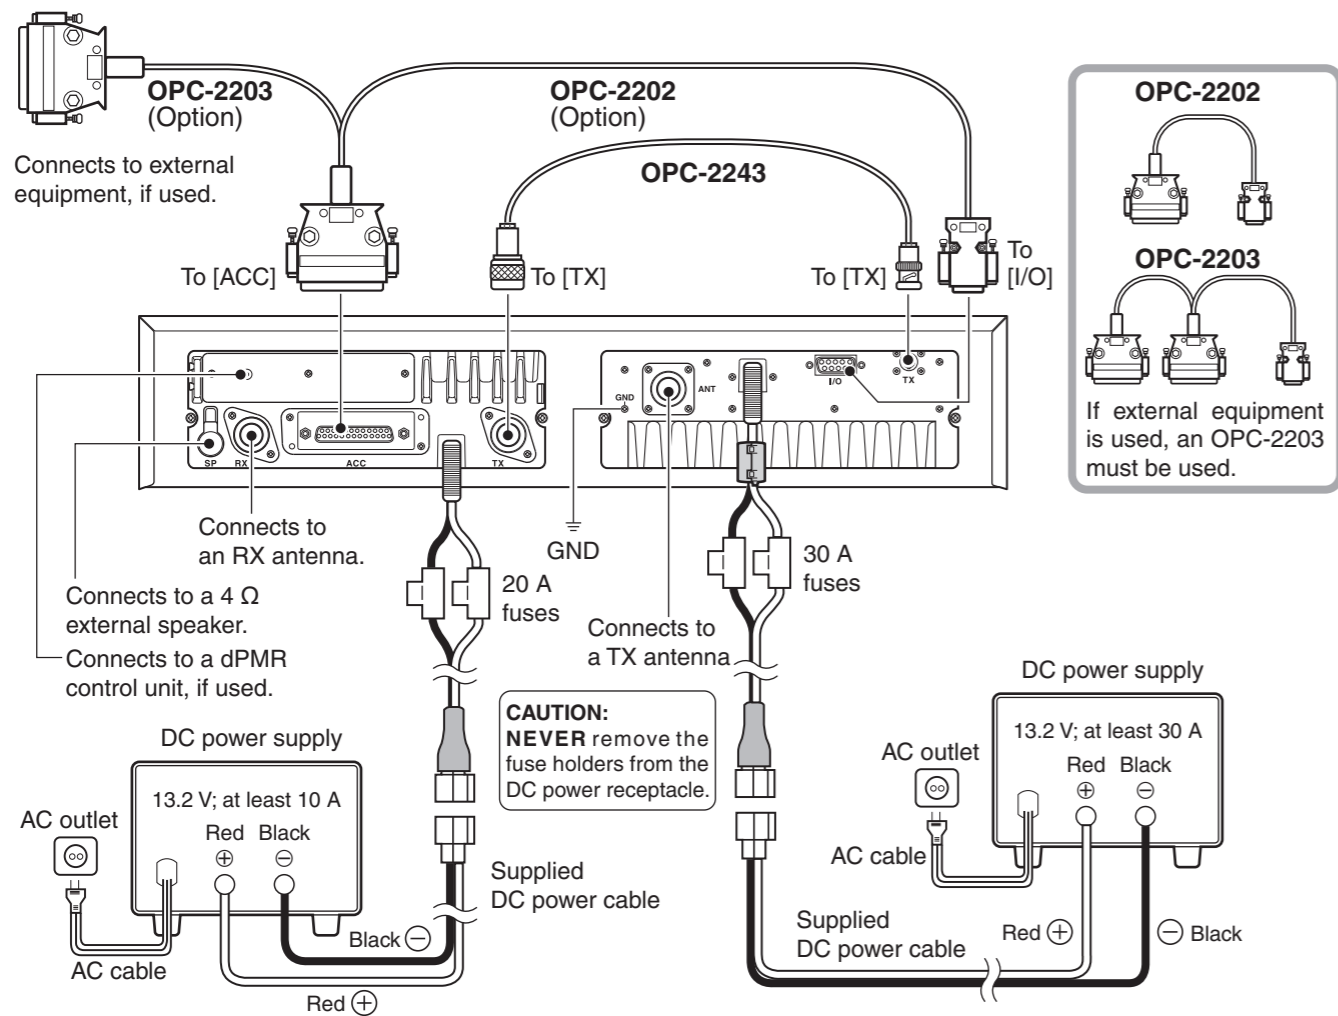 OPC-2203
(Option)
Connects to external
equipment, if used.
OPC-2202
(Option)
OPC-2243
To [ACC]
To [TX]
To [TX]
To
[I/O]
OPC-2202
OPC-2203
If external equipment
is used, an OPC-2203
must be used.
SP
RX
ACC
TX
GND
ANT
I/O
TX
Connects to
an RX antenna.
Connects to a 4 Ω
external speaker.
Connects to a dPMR
control unit, if used.
20 A
fuses
GND
Connects to
a TX antenna
30 A
fuses
CAUTION:
NEVER remove the
fuse holders from the
DC power receptacle.
DC power supply
13.2 V; at least 10 A
Red Black
⊕ ⊖
AC outlet
AC cable
Black ⊖
Red ⊕
Supplied
DC power cable
DC power supply
13.2 V; at least 30 A
Red Black
⊕ ⊖
AC outlet
AC cable
Supplied
DC power cable
Red ⊕
⊖ Black